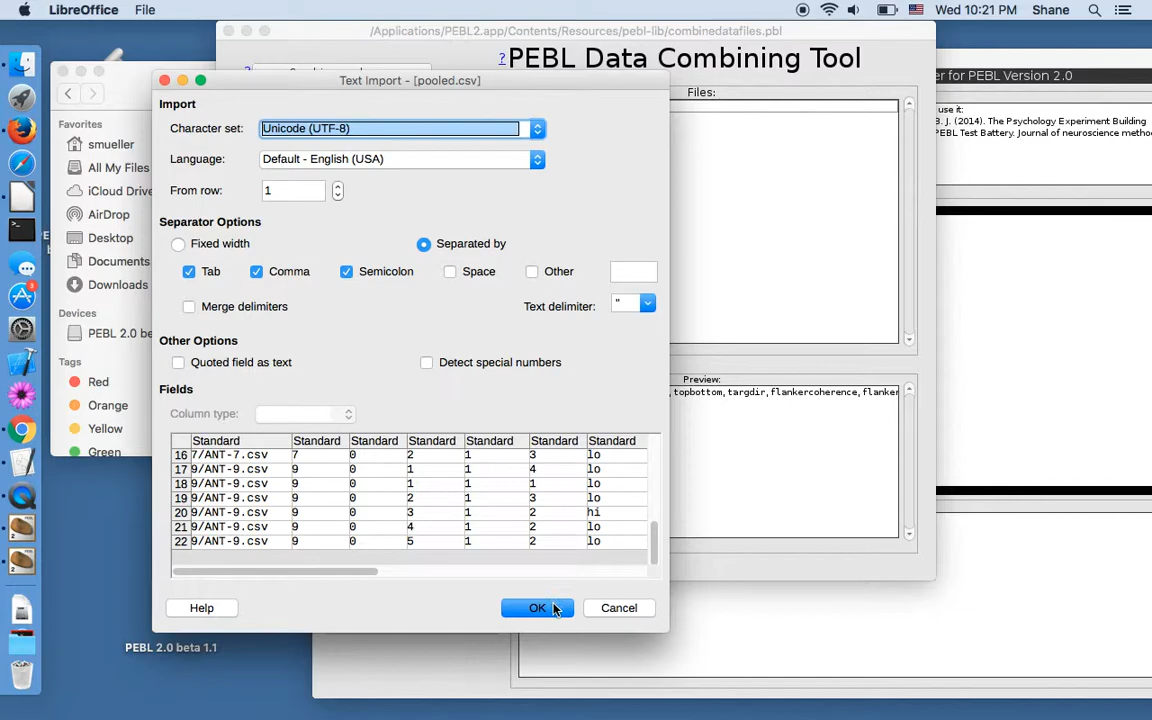 LibreOffice File Wed 10:21 PM Shane
/Applications/PEBL2.app/Contents/Resources/pebl-lib/combinedatafiles.pbl
? PEBL Data Combining Tool
Files:
er for PEBL Version 2.0
use it:
B. J. (2014). The Psychology Experiment Building
PEBL Test Battery. Journal of neuroscience metho
Favorites
smueller
All My Files
iCloud Drive
AirDrop
Desktop
Documents
Downloads
Devices
PEBL 2.0 be
Tags
Red
Orange
Yellow
Green
Text Import - [pooled.csv]
Import
Character set: Unicode (UTF-8)
Language: Default - English (USA)
From row: 1
Separator Options
Fixed width Separated by
Tab Comma Semicolon Space Other
Merge delimiters Text delimiter: "
Other Options
Quoted field as text Detect special numbers
Fields
Column type:
Standard Standard Standard Standard Standard Standard Standard
16 7/ANT-7.csv 7 0 2 1 3 lo
17 9/ANT-9.csv 9 0 1 1 4 lo
18 9/ANT-9.csv 9 0 1 1 1 lo
19 9/ANT-9.csv 9 0 2 1 3 lo
20 9/ANT-9.csv 9 0 3 1 2 hi
21 9/ANT-9.csv 9 0 4 1 2 lo
22 9/ANT-9.csv 9 0 5 1 2 lo
Help OK Cancel
Preview:
,topbottom,targdir,flankercoherence,flanker
3
PEBL 2.0 beta 1.1